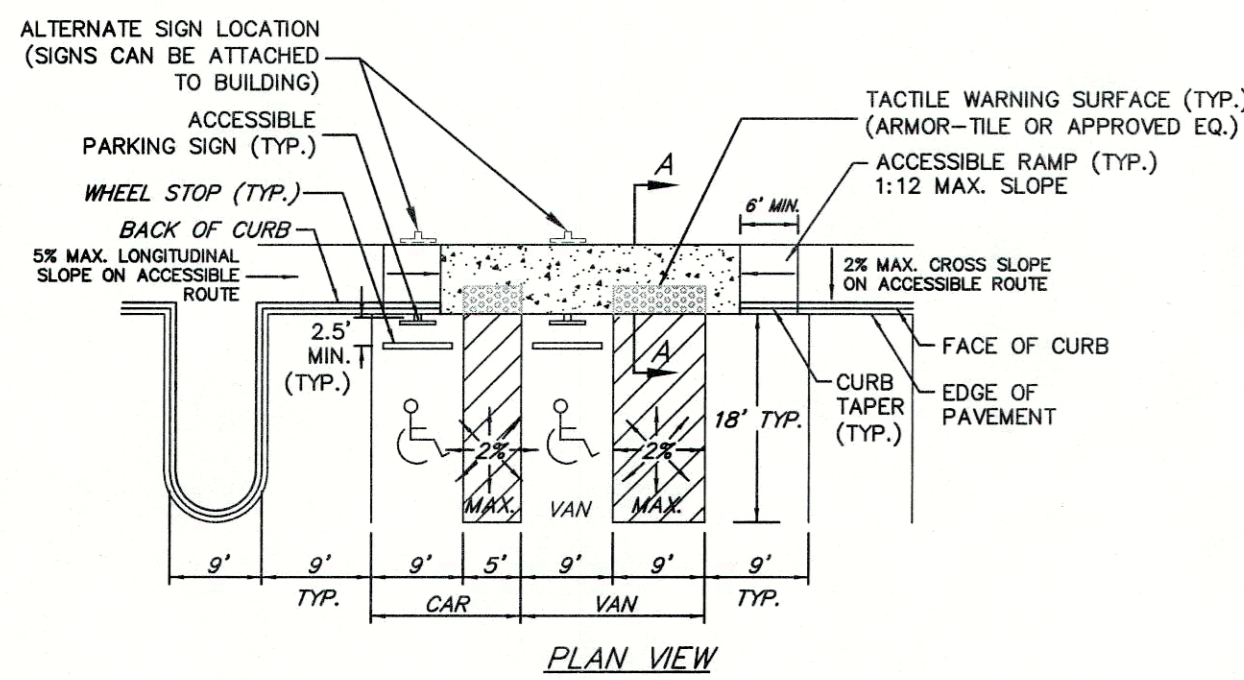 ALTERNATE SIGN LOCATION
(SIGNS CAN BE ATTACHED
TO BUILDING)
ACCESSIBLE
PARKING SIGN (TYP.)
WHEEL STOP (TYP.)
BACK OF CURB
5% MAX. LONGITUDINAL
SLOPE ON ACCESSIBLE
ROUTE
TACTILE WARNING SURFACE (TYP.)
(ARMOR-TILE OR APPROVED EQ.)
A
ACCESSIBLE RAMP (TYP.)
1:12 MAX. SLOPE
6' MIN.
2% MAX. CROSS SLOPE
ON ACCESSIBLE ROUTE
2.5'
MIN.
(TYP.)
A
FACE OF CURB
CURB
TAPER
(TYP.)
EDGE OF
PAVEMENT
18' TYP.
2%
MAX.
VAN
2%
MAX.
9'
9'
TYP.
9'
5'
9'
9'
9'
TYP.
CAR
VAN
PLAN VIEW